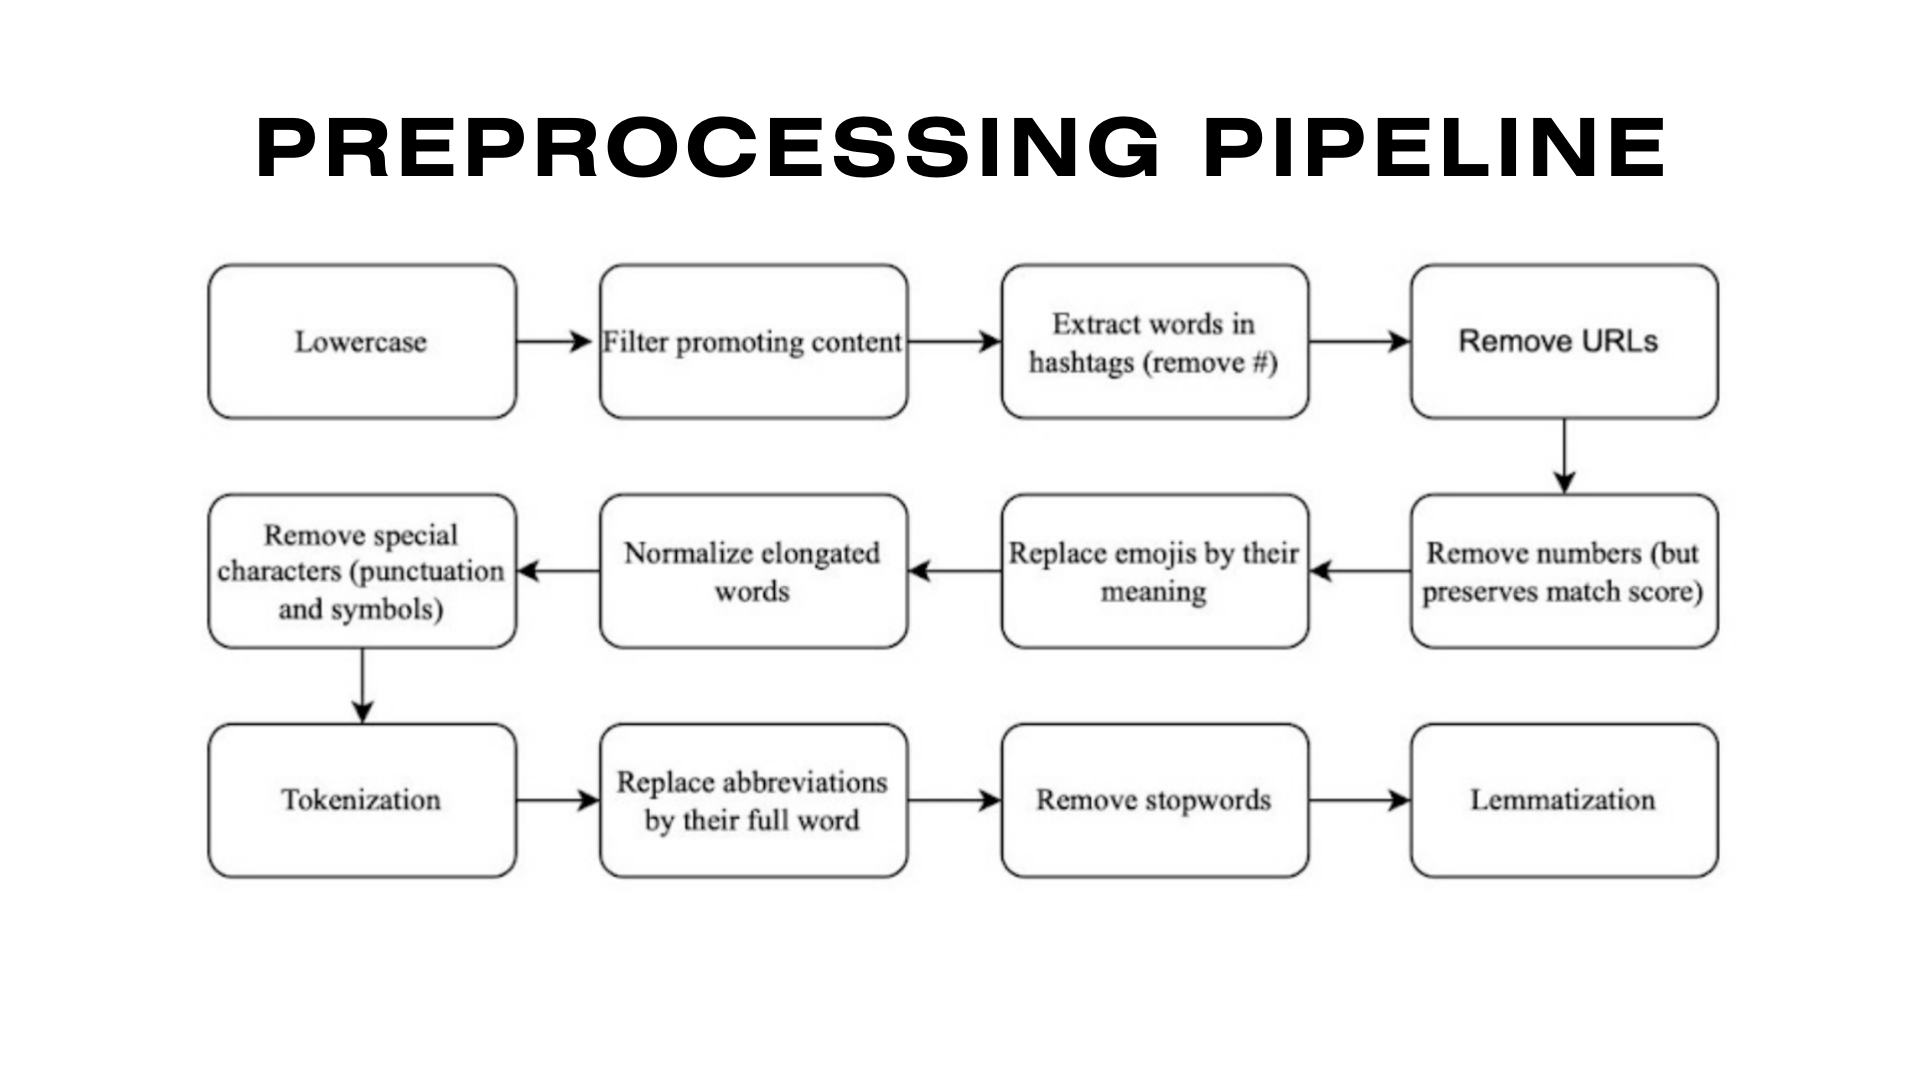 PREPROCESSING PIPELINE
Lowercase
Filter promoting content
Extract words in
hashtags (remove #)
Remove URLs
Remove numbers (but
preserves match score)
Replace emojis by their
meaning
Normalize elongated
words
Remove special
characters (punctuation
and symbols)
Tokenization
Replace abbreviations
by their full word
Remove stopwords
Lemmatization